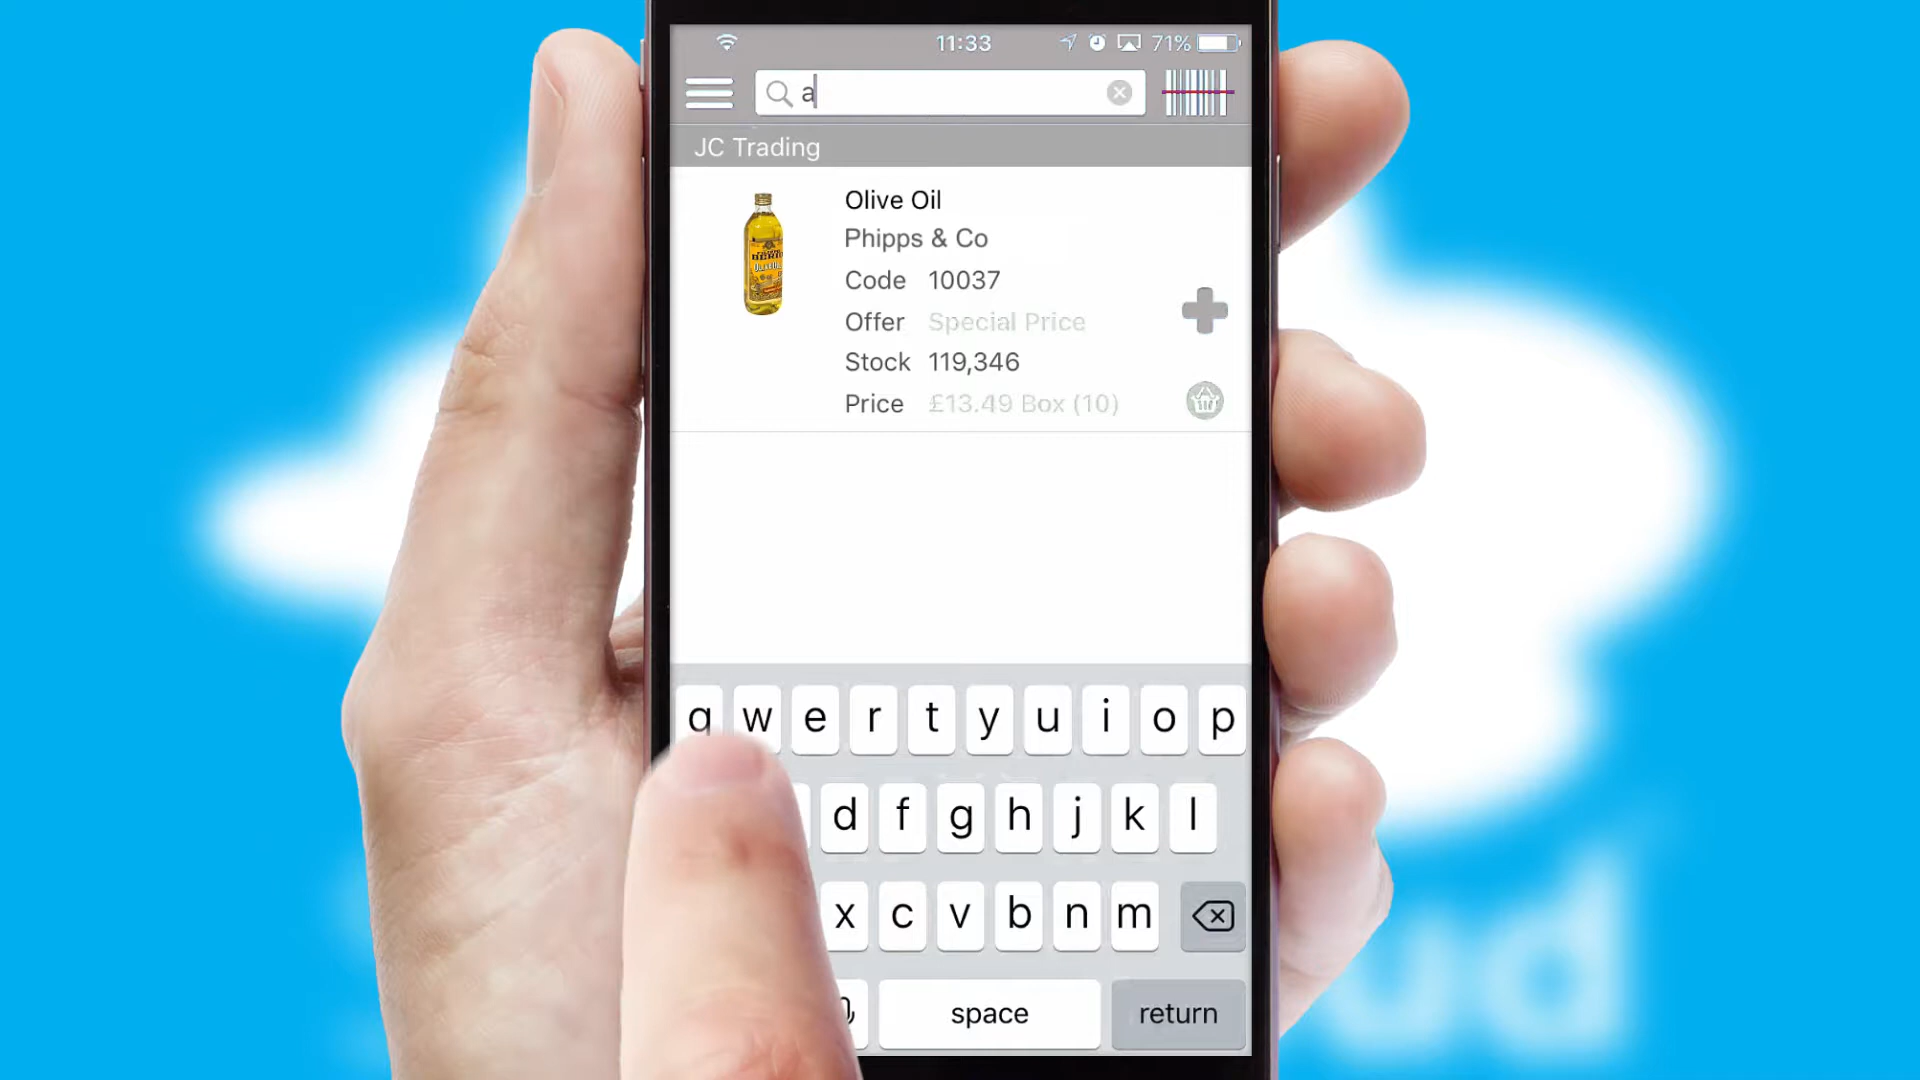 11:33
71%
a
JC Trading
Olive Oil
Phipps & Co
Code 10037
Offer Special Price
Stock 119,346
Price £13.49 Box (10)
q w e r t y u i o p
d f g h j k l
x c v b n m
space return
ud